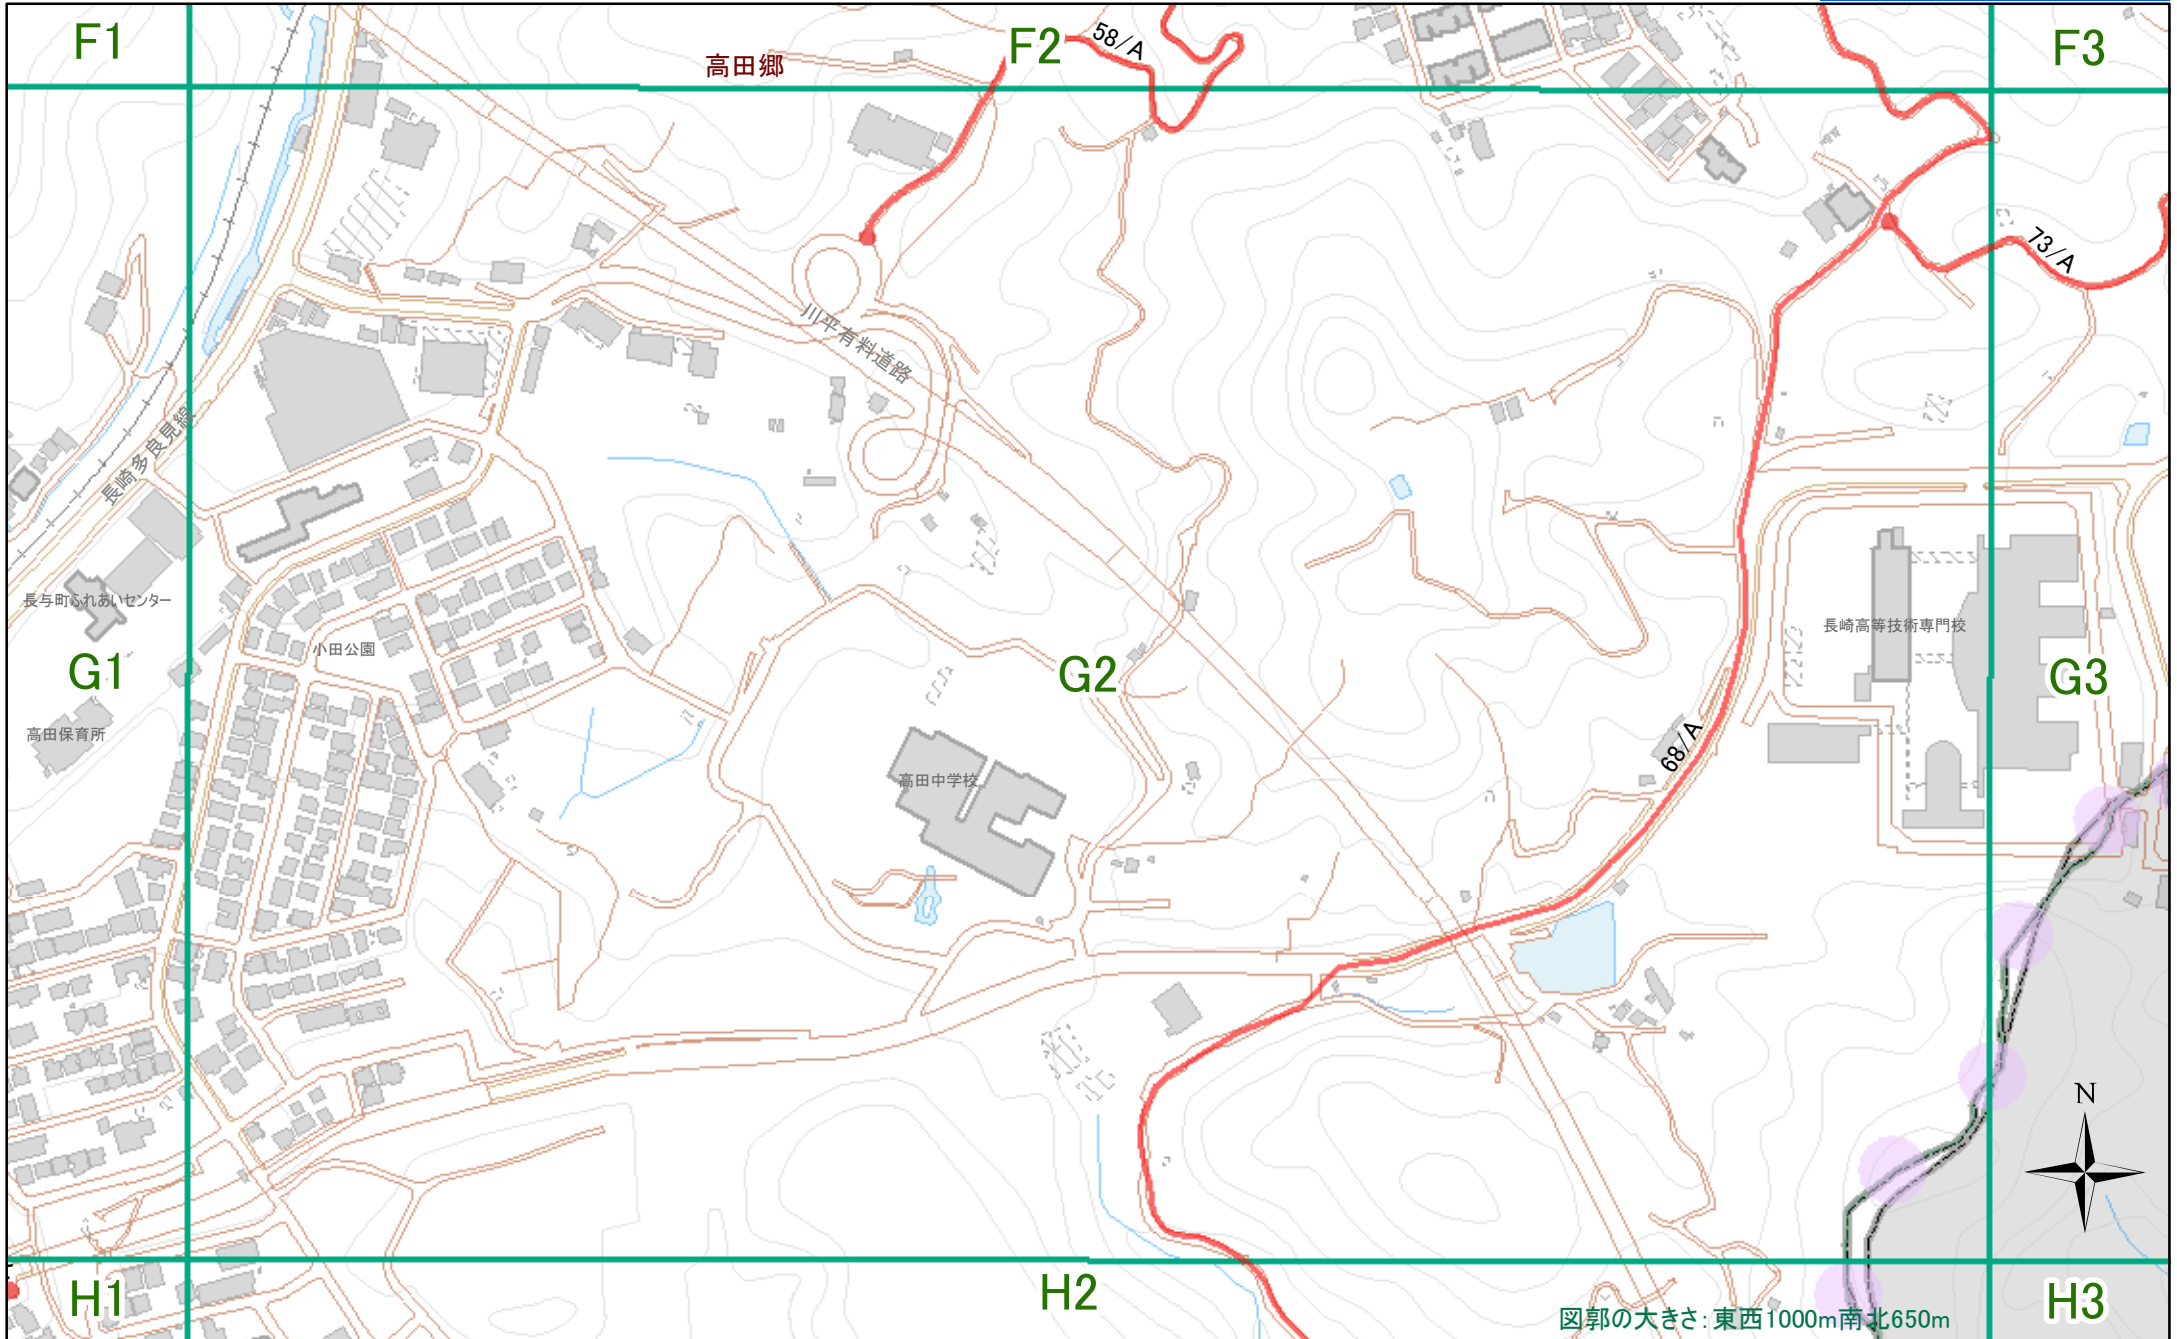 F1
F2
F3
高田郷
58/A
73/A
川平有料道路
長崎多良見線
長与町ふれあいセンター
小田公園
長崎高等技術専門校
G1
G2
G3
高田保育所
高田中学校
68/A
N
H1
H2
H3
図郭の大きさ:東西1000m南北650m